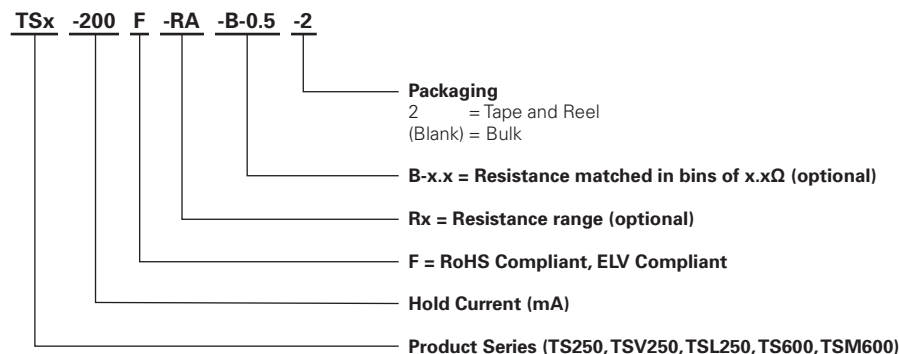 TSx -200 F -RA -B-0.5 -2
Packaging
2 = Tape and Reel
(Blank) = Bulk
B-x.x = Resistance matched in bins of x.xΩ (optional)
Rx = Resistance range (optional)
F = RoHS Compliant, ELV Compliant
Hold Current (mA)
Product Series (TS250, TSV250, TSL250, TS600, TSM600)